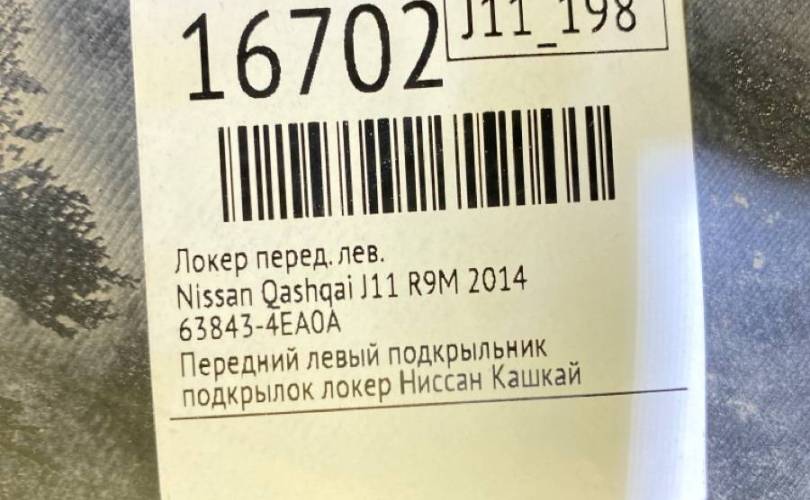 16702
J11_198
Локер перед. лев.
Nissan Qashqai J11 R9M 2014
63843-4EA0A
Передний левый подкрыльник
подкрылок локер Ниссан Кашкай